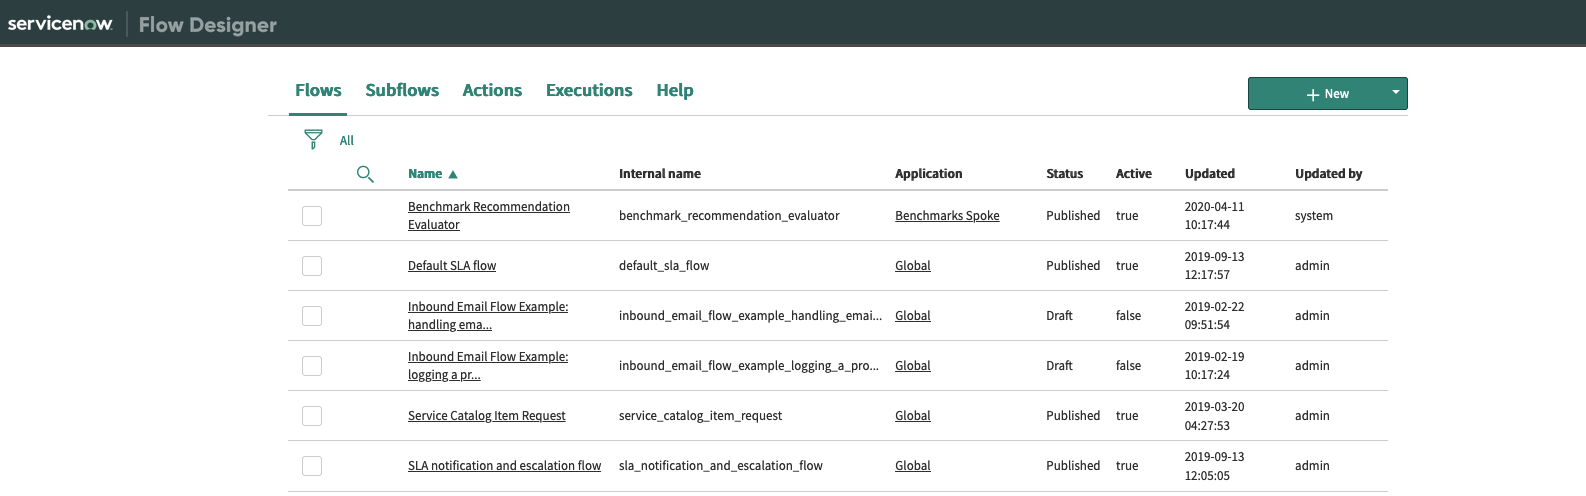 servicenow Flow Designer
Flows Subflows Actions Executions Help
New
All
Name Internal name Application Status Active Updated Updated by
Benchmark Recommendation
Evaluator
benchmark_recommendation_evaluator
Benchmarks Spoke
Published
true
2020-04-11
10:17:44
system
Default SLA flow
default_sla_flow
Global
Published
true
2019-09-13
12:17:57
admin
Inbound Email Flow Example:
handling ema...
inbound_email_flow_example_handling_emai...
Global
Draft
false
2019-02-22
09:51:54
admin
Inbound Email Flow Example:
logging a pr...
inbound_email_flow_example_logging_a_pro...
Global
Draft
false
2019-02-19
10:17:24
admin
Service Catalog Item Request
service_catalog_item_request
Global
Published
true
2019-03-20
04:27:53
admin
SLA notification and escalation flow
sla_notification_and_escalation_flow
Global
Published
true
2019-09-13
12:05:05
admin